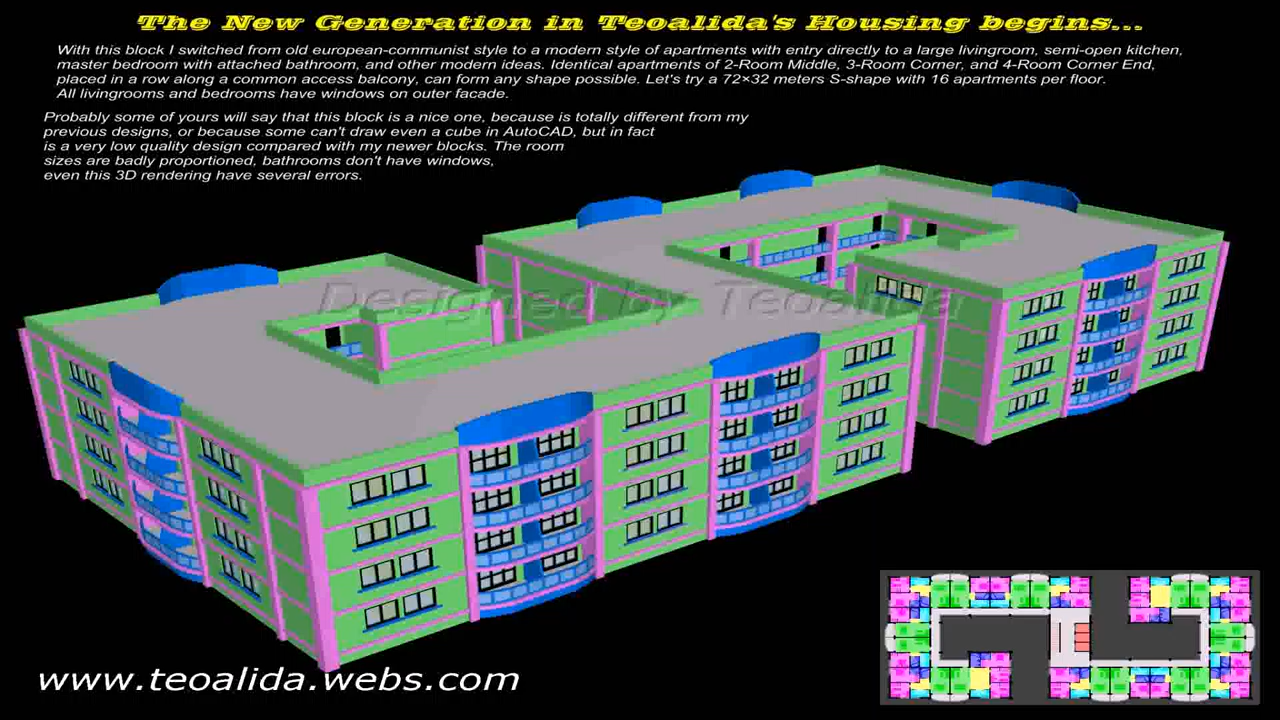 The New Generation in Teoalida's Housing begins...
With this block I switched from old european-communist style to a modern style of apartments with entry directly to a large livingroom, semi-open kitchen,
master bedroom with attached bathroom, and other modern ideas. Identical apartments of 2-Room Middle, 3-Room Corner, and 4-Room Corner End,
placed in a row along a common access balcony, can form any shape possible. Let's try a 72×32 meters S-shape with 16 apartments per floor.
All livingrooms and bedrooms have windows on outer facade.
Probably some of yours will say that this block is a nice one, because is totally different from my
previous designs, or because some can't draw even a cube in AutoCAD, but in fact
is a very low quality design compared with my newer blocks. The room
sizes are badly proportioned, bathrooms don't have windows,
even this 3D rendering have several errors.
Designed by Teoalida
www.teoalida.webs.com